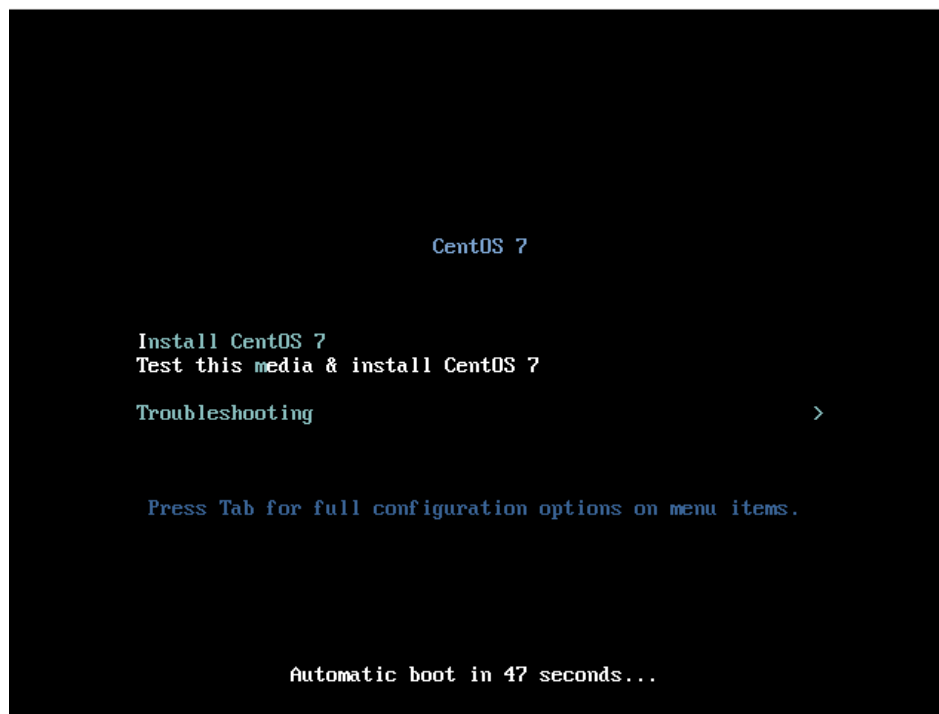 CentOS 7
Install CentOS 7
Test this media & install CentOS 7
Troubleshooting >
Press Tab for full configuration options on menu items.
Automatic boot in 47 seconds...